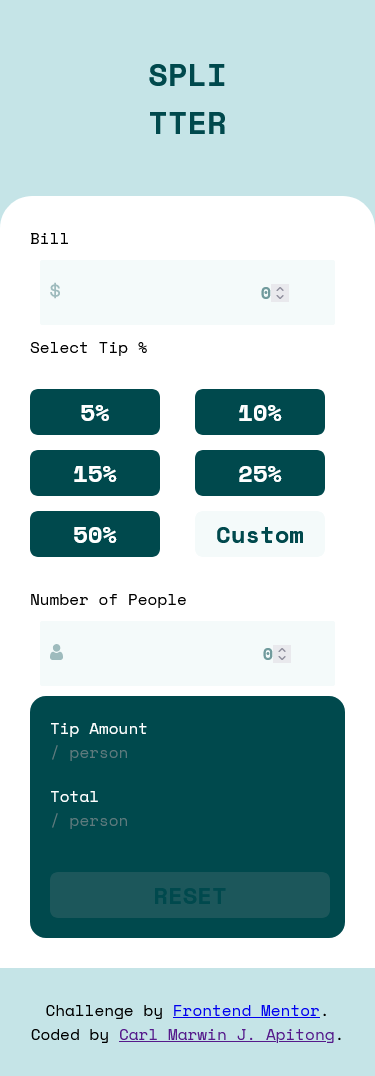 SPLI
TTER
Bill
$ 0
Select Tip %
5% 10%
15% 25%
50% Custom
Number of People
0
Tip Amount
/ person
Total
/ person
RESET
Challenge by Frontend Mentor.
Coded by Carl Marwin J. Apitong.